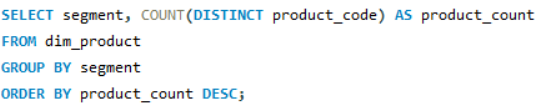 SELECT segment, COUNT(DISTINCT product_code) AS product_count
FROM dim_product
GROUP BY segment
ORDER BY product_count DESC;